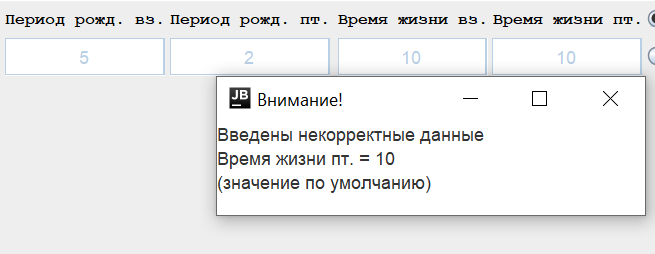 Период рожд. вз. Период рожд. пт. Время жизни вз. Время жизни пт.
5 2 10 10
JB Внимание!
Введены некорректные данные
Время жизни пт. = 10
(значение по умолчанию)